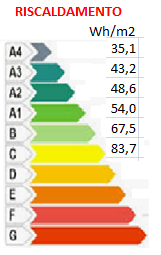 RISCALDAMENTO
Wh/m2
A4 35,1
A3 43,2
A2 48,6
A1 54,0
B 67,5
C 83,7
D
E
F
G